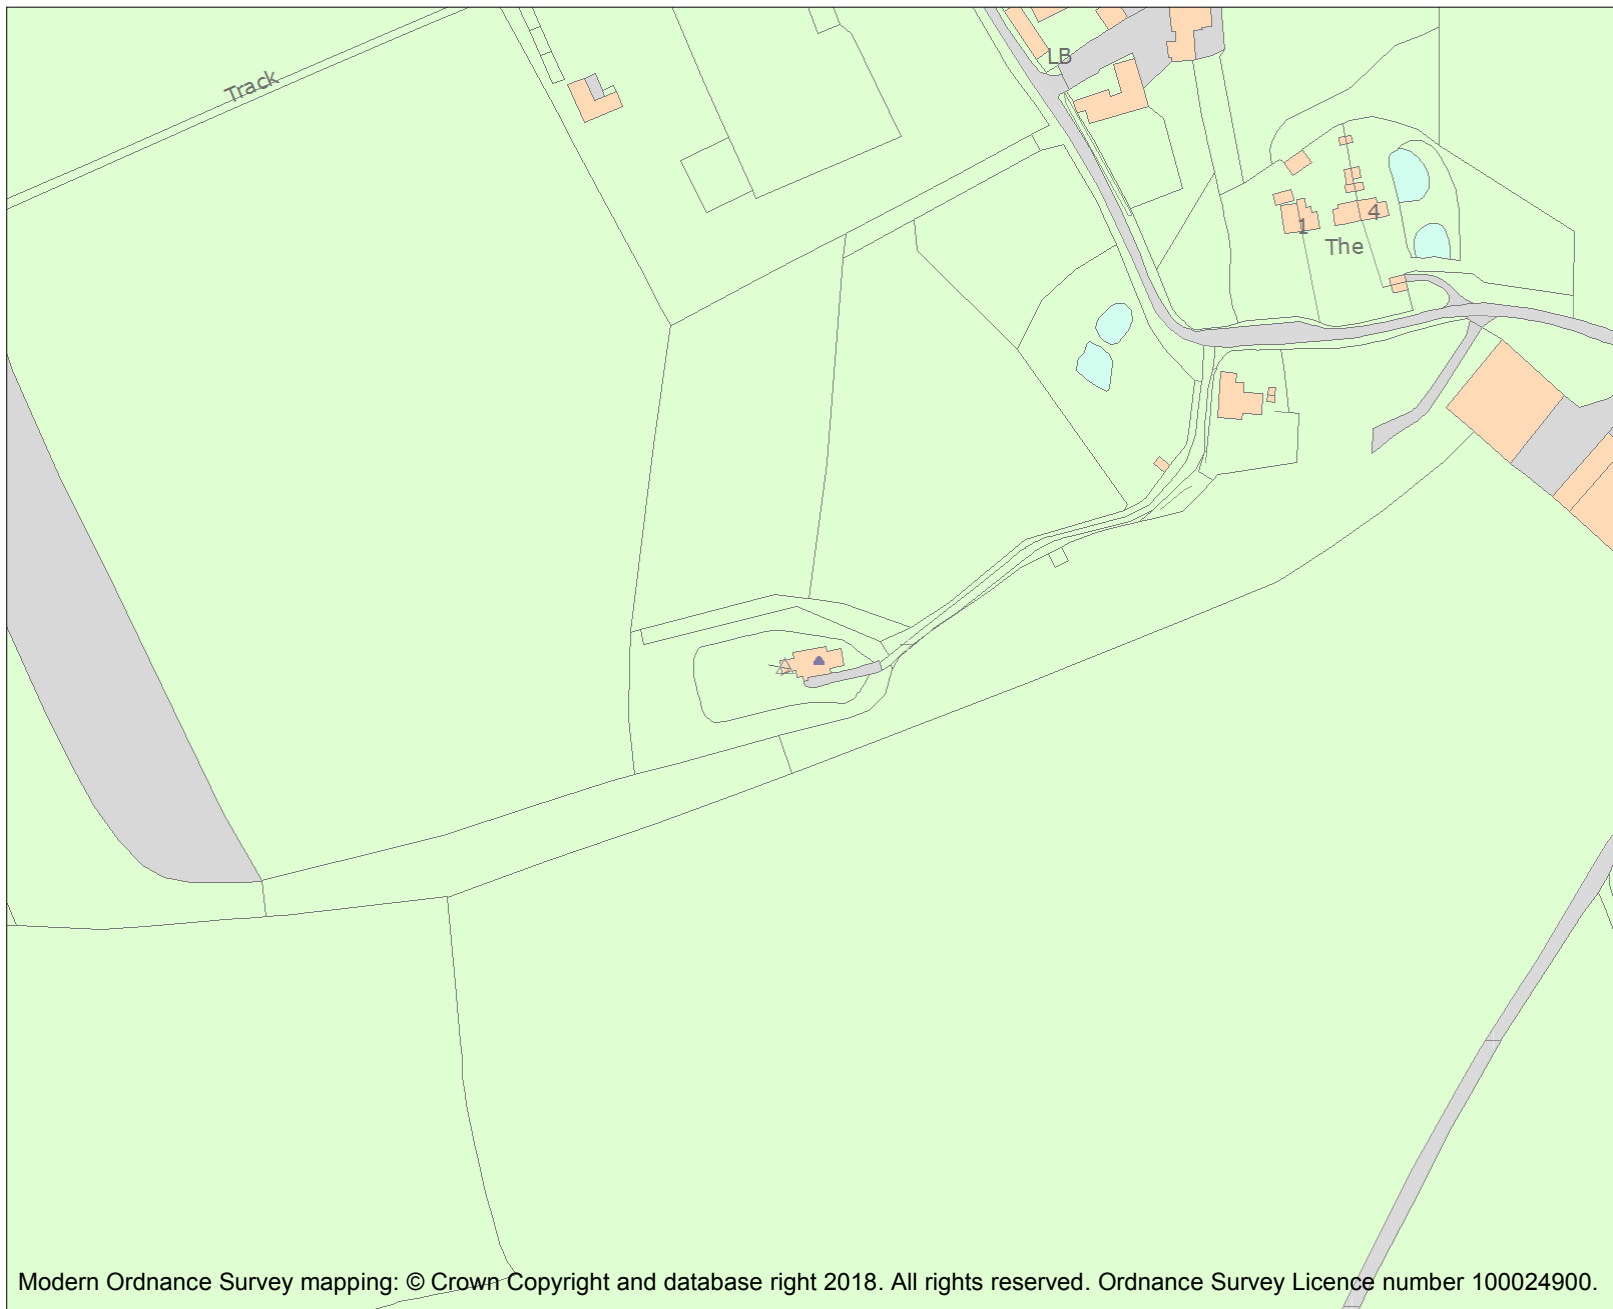 LB
Track
1
4
The
Modern Ordnance Survey mapping: © Crown Copyright and database right 2018. All rights reserved. Ordnance Survey Licence number 100024900.